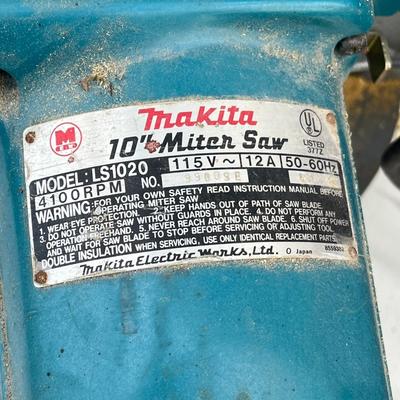 M
makita
UL
LISTED
377Z
10" Miter Saw
MODEL: LS1020 115V~ 12A 50-60Hz
4100RPM NO.
WARNING: FOR YOUR OWN SAFETY READ INSTRUCTION MANUAL BEFORE
OPERATING MITER SAW
1. WEAR EYE PROTECTION. 2. KEEP HANDS OUT OF PATH OF SAW BLADE.
3. DO NOT OPERATE SAW WITHOUT GUARDS IN PLACE. 4. DO NOT PERFORM ANY
OPERATION FREEHAND. 5. NEVER REACH AROUND SAW BLADE. 6. SHUT OFF POWER
AND WAIT FOR SAW BLADE TO STOP BEFORE SERVICING OR ADJUSTING TOOL.
DOUBLE INSULATION WHEN SERVICING, USE ONLY IDENTICAL REPLACEMENT PARTS.
Makita Electric Works, Ltd. Japan